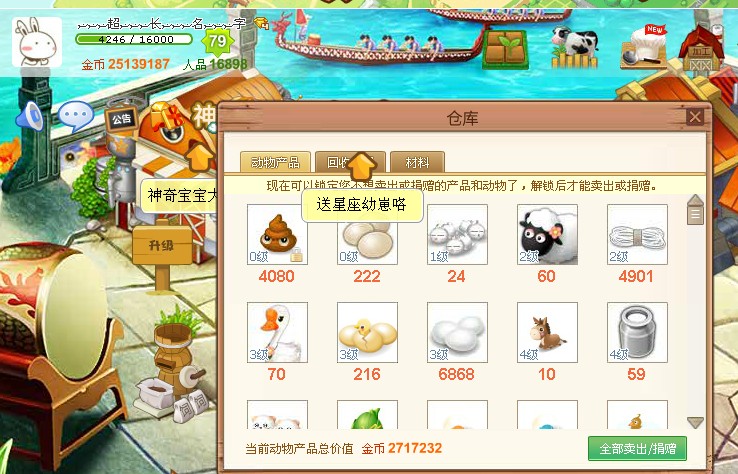 超 长 名 字
4246 / 16000
79
金币 25139187 人品 16898
NEW
公告
神
神奇宝宝大
升级
仓库
动物产品
回收
材料
现在可以锁定您不想卖出或捐赠的产品和动物了，解锁后才能卖出或捐赠。
送星座幼崽咯
0级
0级
1级
2级
2级
4080
222
24
60
4901
3级
3级
3级
4级
4级
70
216
6868
10
59
当前动物产品总价值 金币 2717232
全部卖出/捐赠